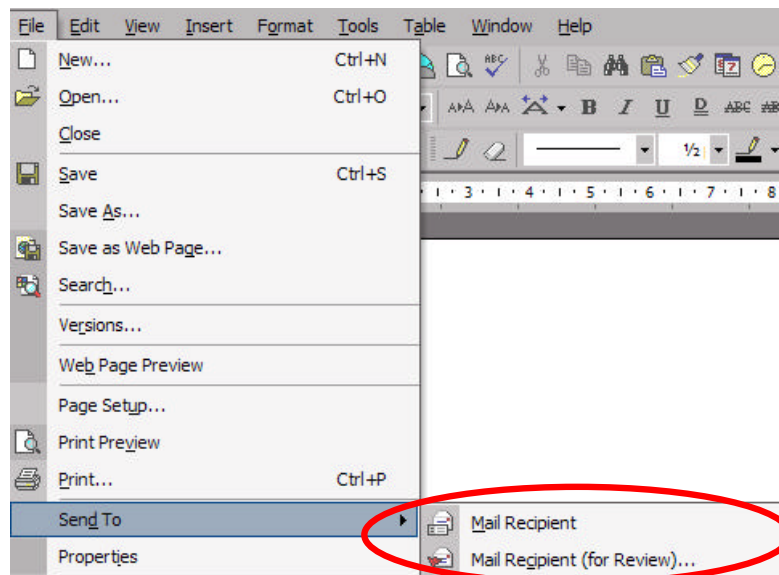 File Edit View Insert Format Tools Table Window Help
New... Ctrl+N
ABC
Open... Ctrl+O
B I U D ABC
Close
½
Save Ctrl+S
3 4 5 6 7 8
Save As...
Save as Web Page...
Search...
Versions...
Web Page Preview
Page Setup...
Print Preview
Print... Ctrl+P
Send To Mail Recipient
Properties Mail Recipient (for Review)...